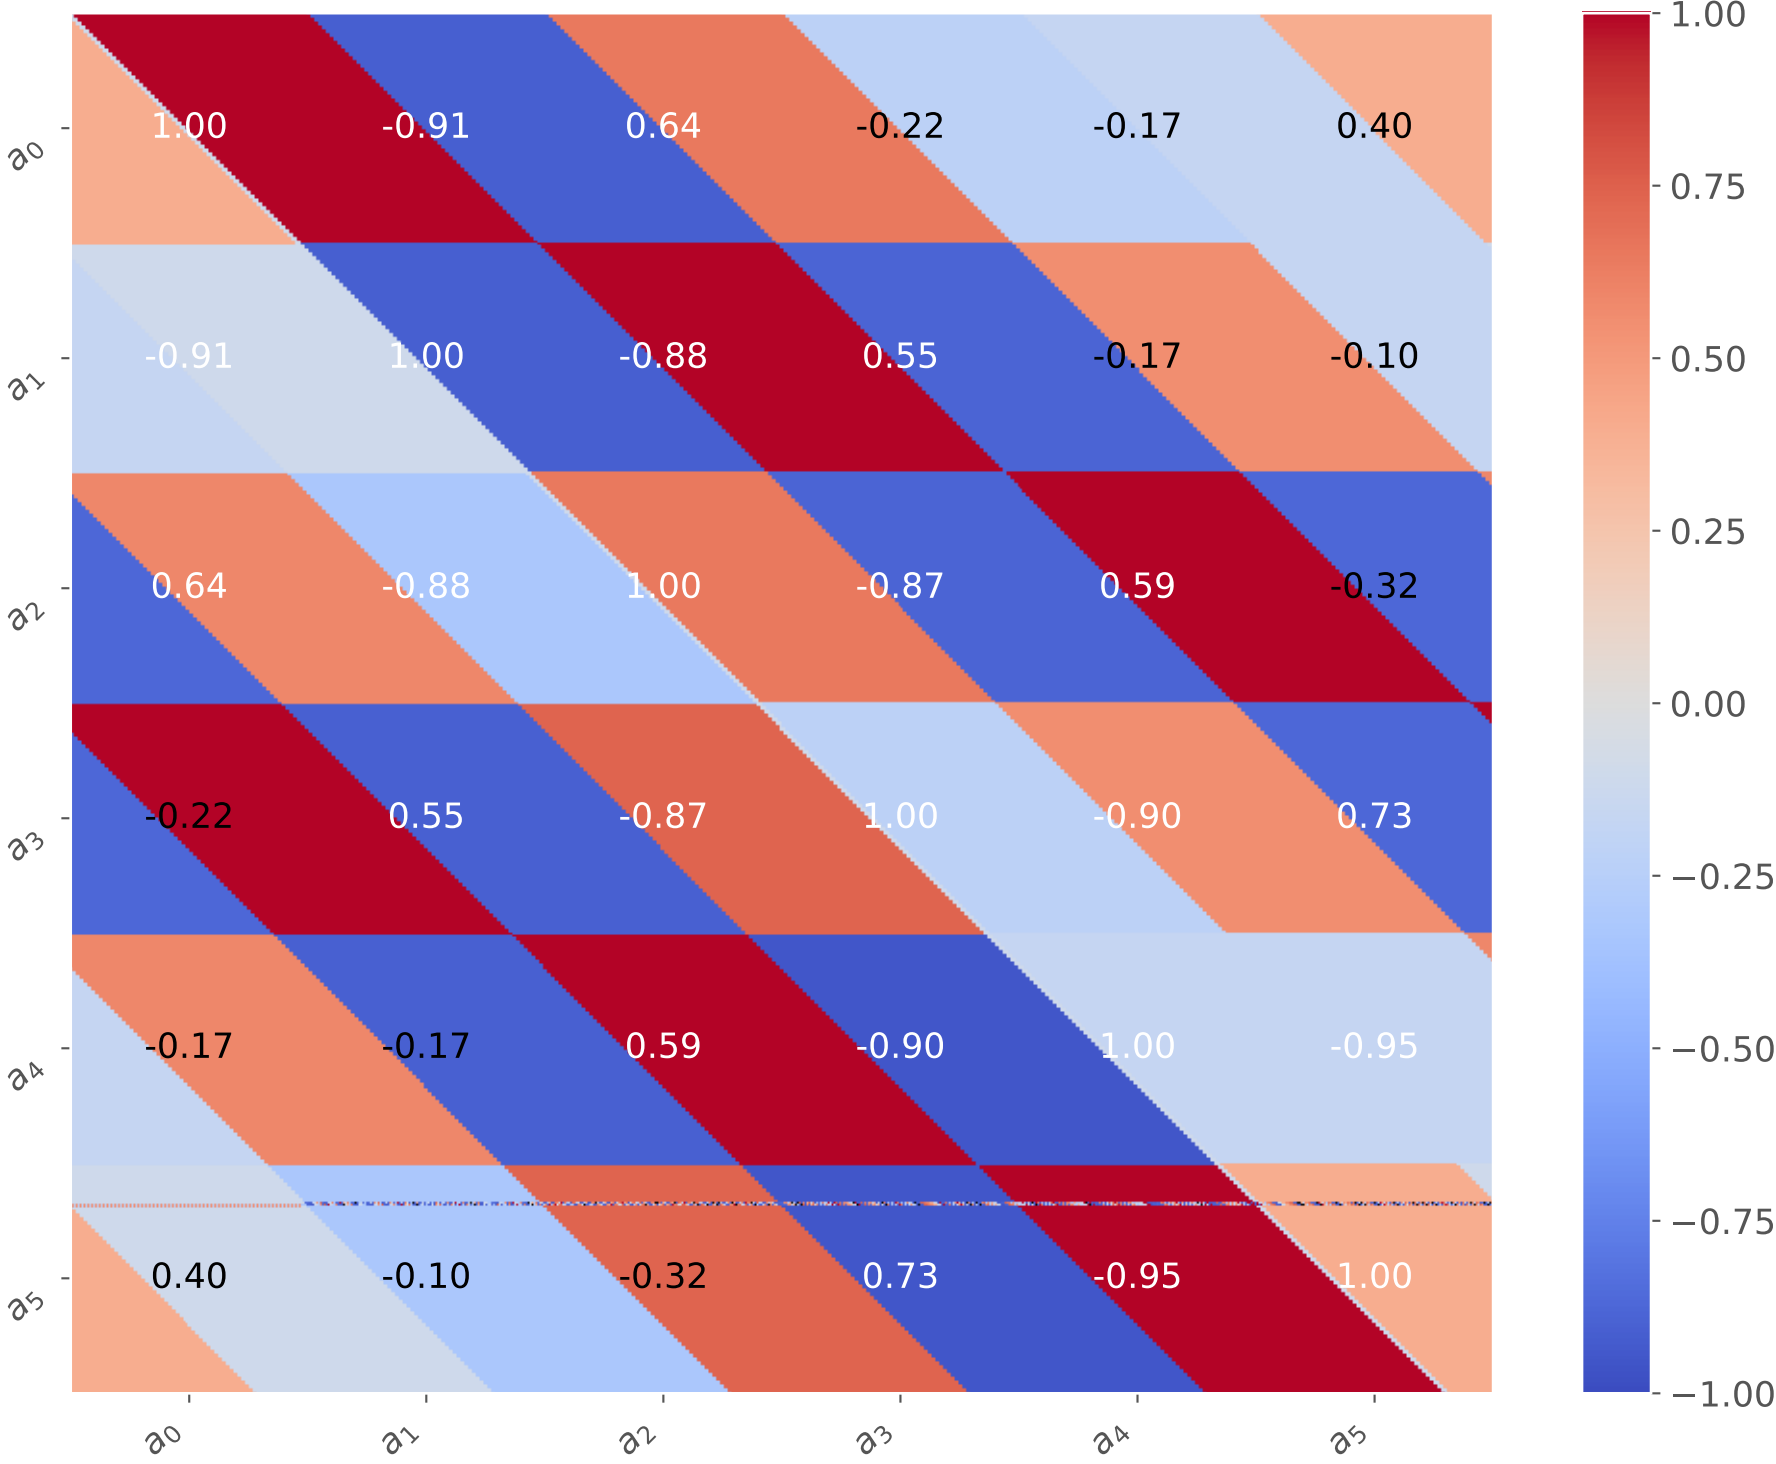 1.00
a0 1.00 -0.91 0.64 -0.22 -0.17 0.40
0.75
a1 -0.91 1.00 -0.88 0.55 -0.17 -0.10
0.50
0.25
a2 0.64 -0.88 1.00 -0.87 0.59 -0.32
0.00
a3 -0.22 0.55 -0.87 1.00 -0.90 0.73
−0.25
a4 -0.17 -0.17 0.59 -0.90 1.00 -0.95
−0.50
−0.75
a5 0.40 -0.10 -0.32 0.73 -0.95 1.00
−1.00
a0 a1 a2 a3 a4 a5